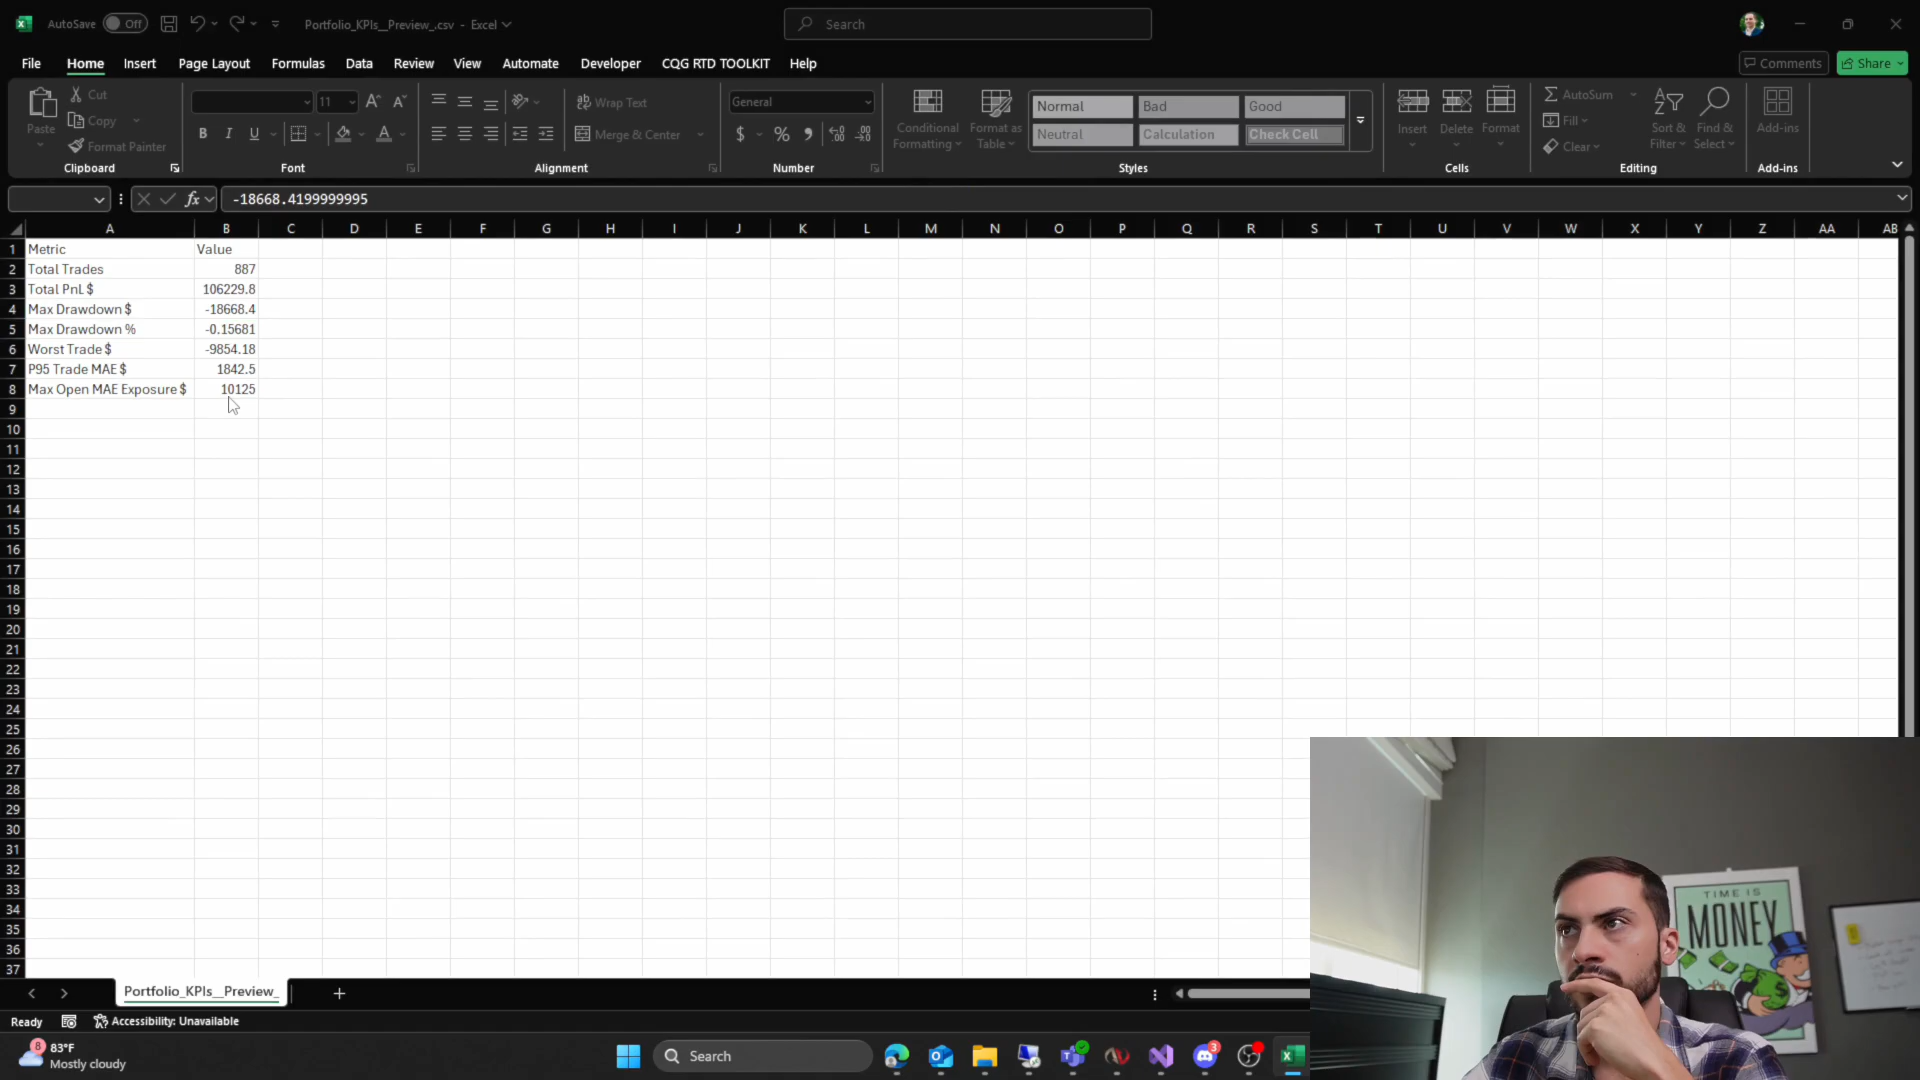 AutoSave Off Portfolio_KPIs__Preview_.csv - Excel Search
File Home Insert Page Layout Formulas Data Review View Automate Developer CQG RTD TOOLKIT Help Comments Share
Paste Cut Copy Format Painter Clipboard
11 B I U Font
Wrap Text Merge & Center Alignment
General $ % Number
Conditional Formatting Format as Table
Normal Bad Good
Neutral Calculation Check Cell
Styles
Insert Delete Format Cells
AutoSum Fill Clear Sort & Filter Find & Select Editing
Add-ins Add-ins
fx -18668.4199999995
A B C D E F G H I J K L M N O P Q R S T U V W X Y Z AA AB
1 Metric Value
2 Total Trades 887
3 Total PnL $ 106229.8
4 Max Drawdown $ -18668.4
5 Max Drawdown % -0.15681
6 Worst Trade $ -9854.18
7 P95 Trade MAE $ 1842.5
8 Max Open MAE Exposure $ 10125
9
10
11
12
13
14
15
16
17
18
19
20
21
22
23
24
25
26
27
28
29
30
31
32
33
34
35
36
37
TIME IS
MONEY
Portfolio_KPIs__Preview_
Ready Accessibility: Unavailable
8 83°F
Mostly cloudy
Search
3